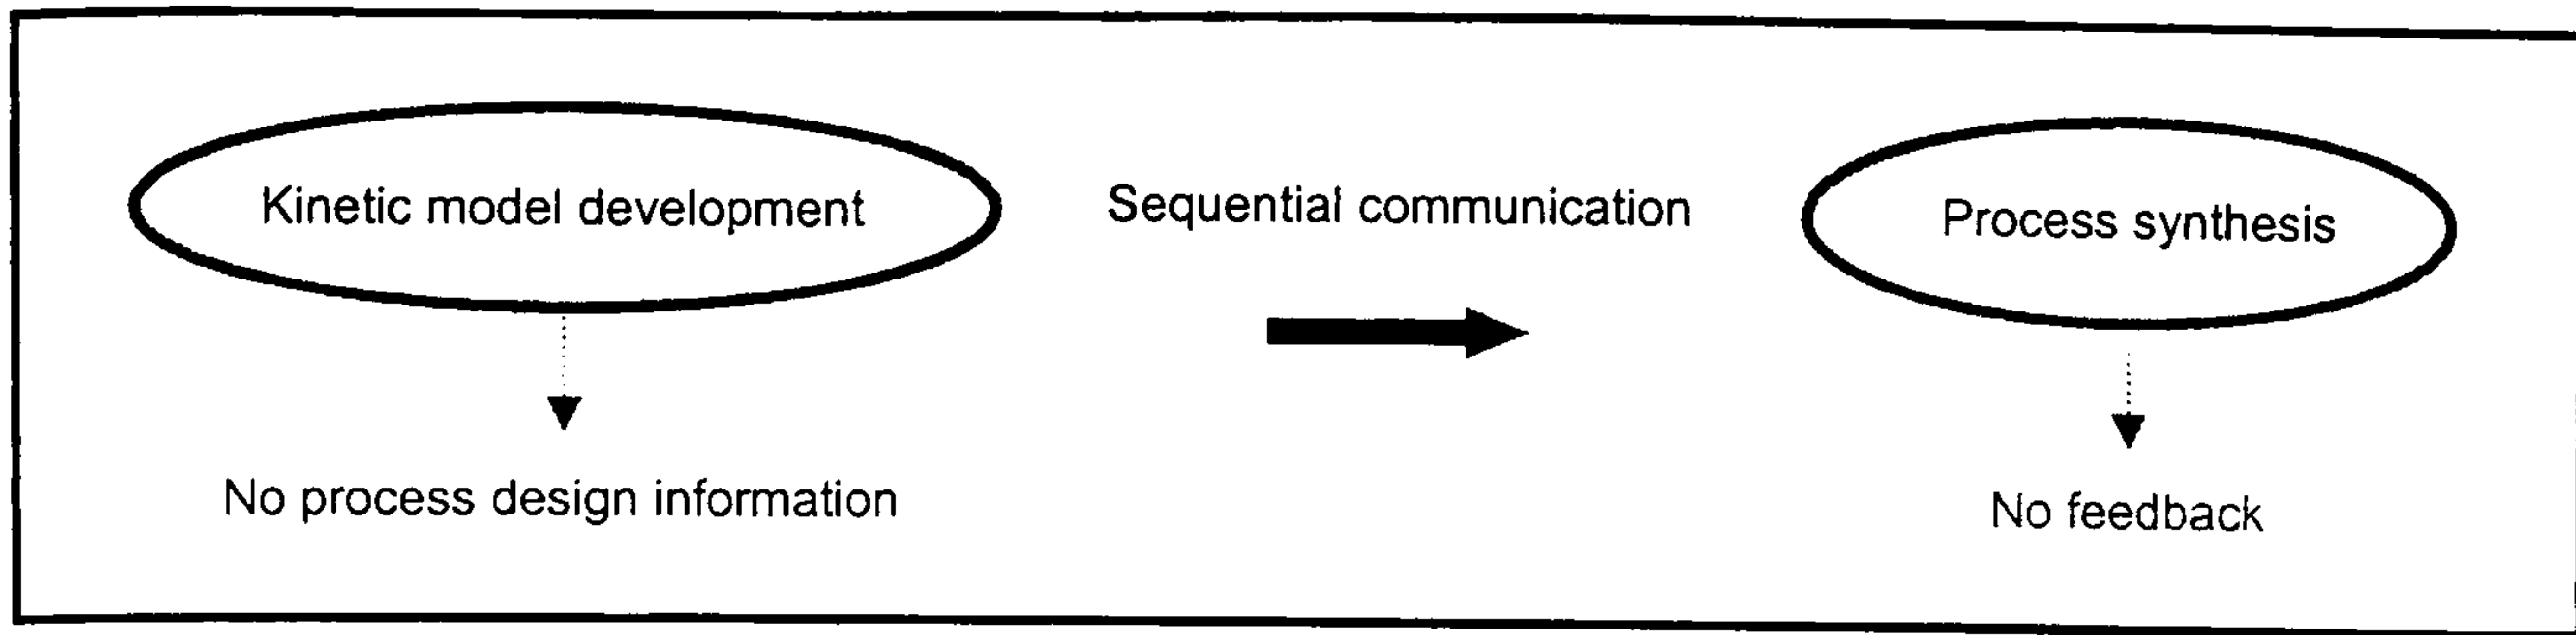 Kinetic model development
Sequential communication
Process synthesis
No process design information
No feedback